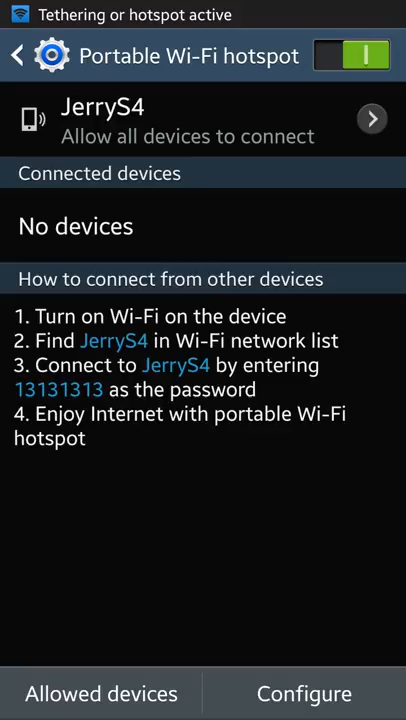 Tethering or hotspot active
Portable Wi-Fi hotspot
JerryS4
Allow all devices to connect
Connected devices
No devices
How to connect from other devices
1. Turn on Wi-Fi on the device
2. Find JerryS4 in Wi-Fi network list
3. Connect to JerryS4 by entering
13131313 as the password
4. Enjoy Internet with portable Wi-Fi
hotspot
Allowed devices
Configure